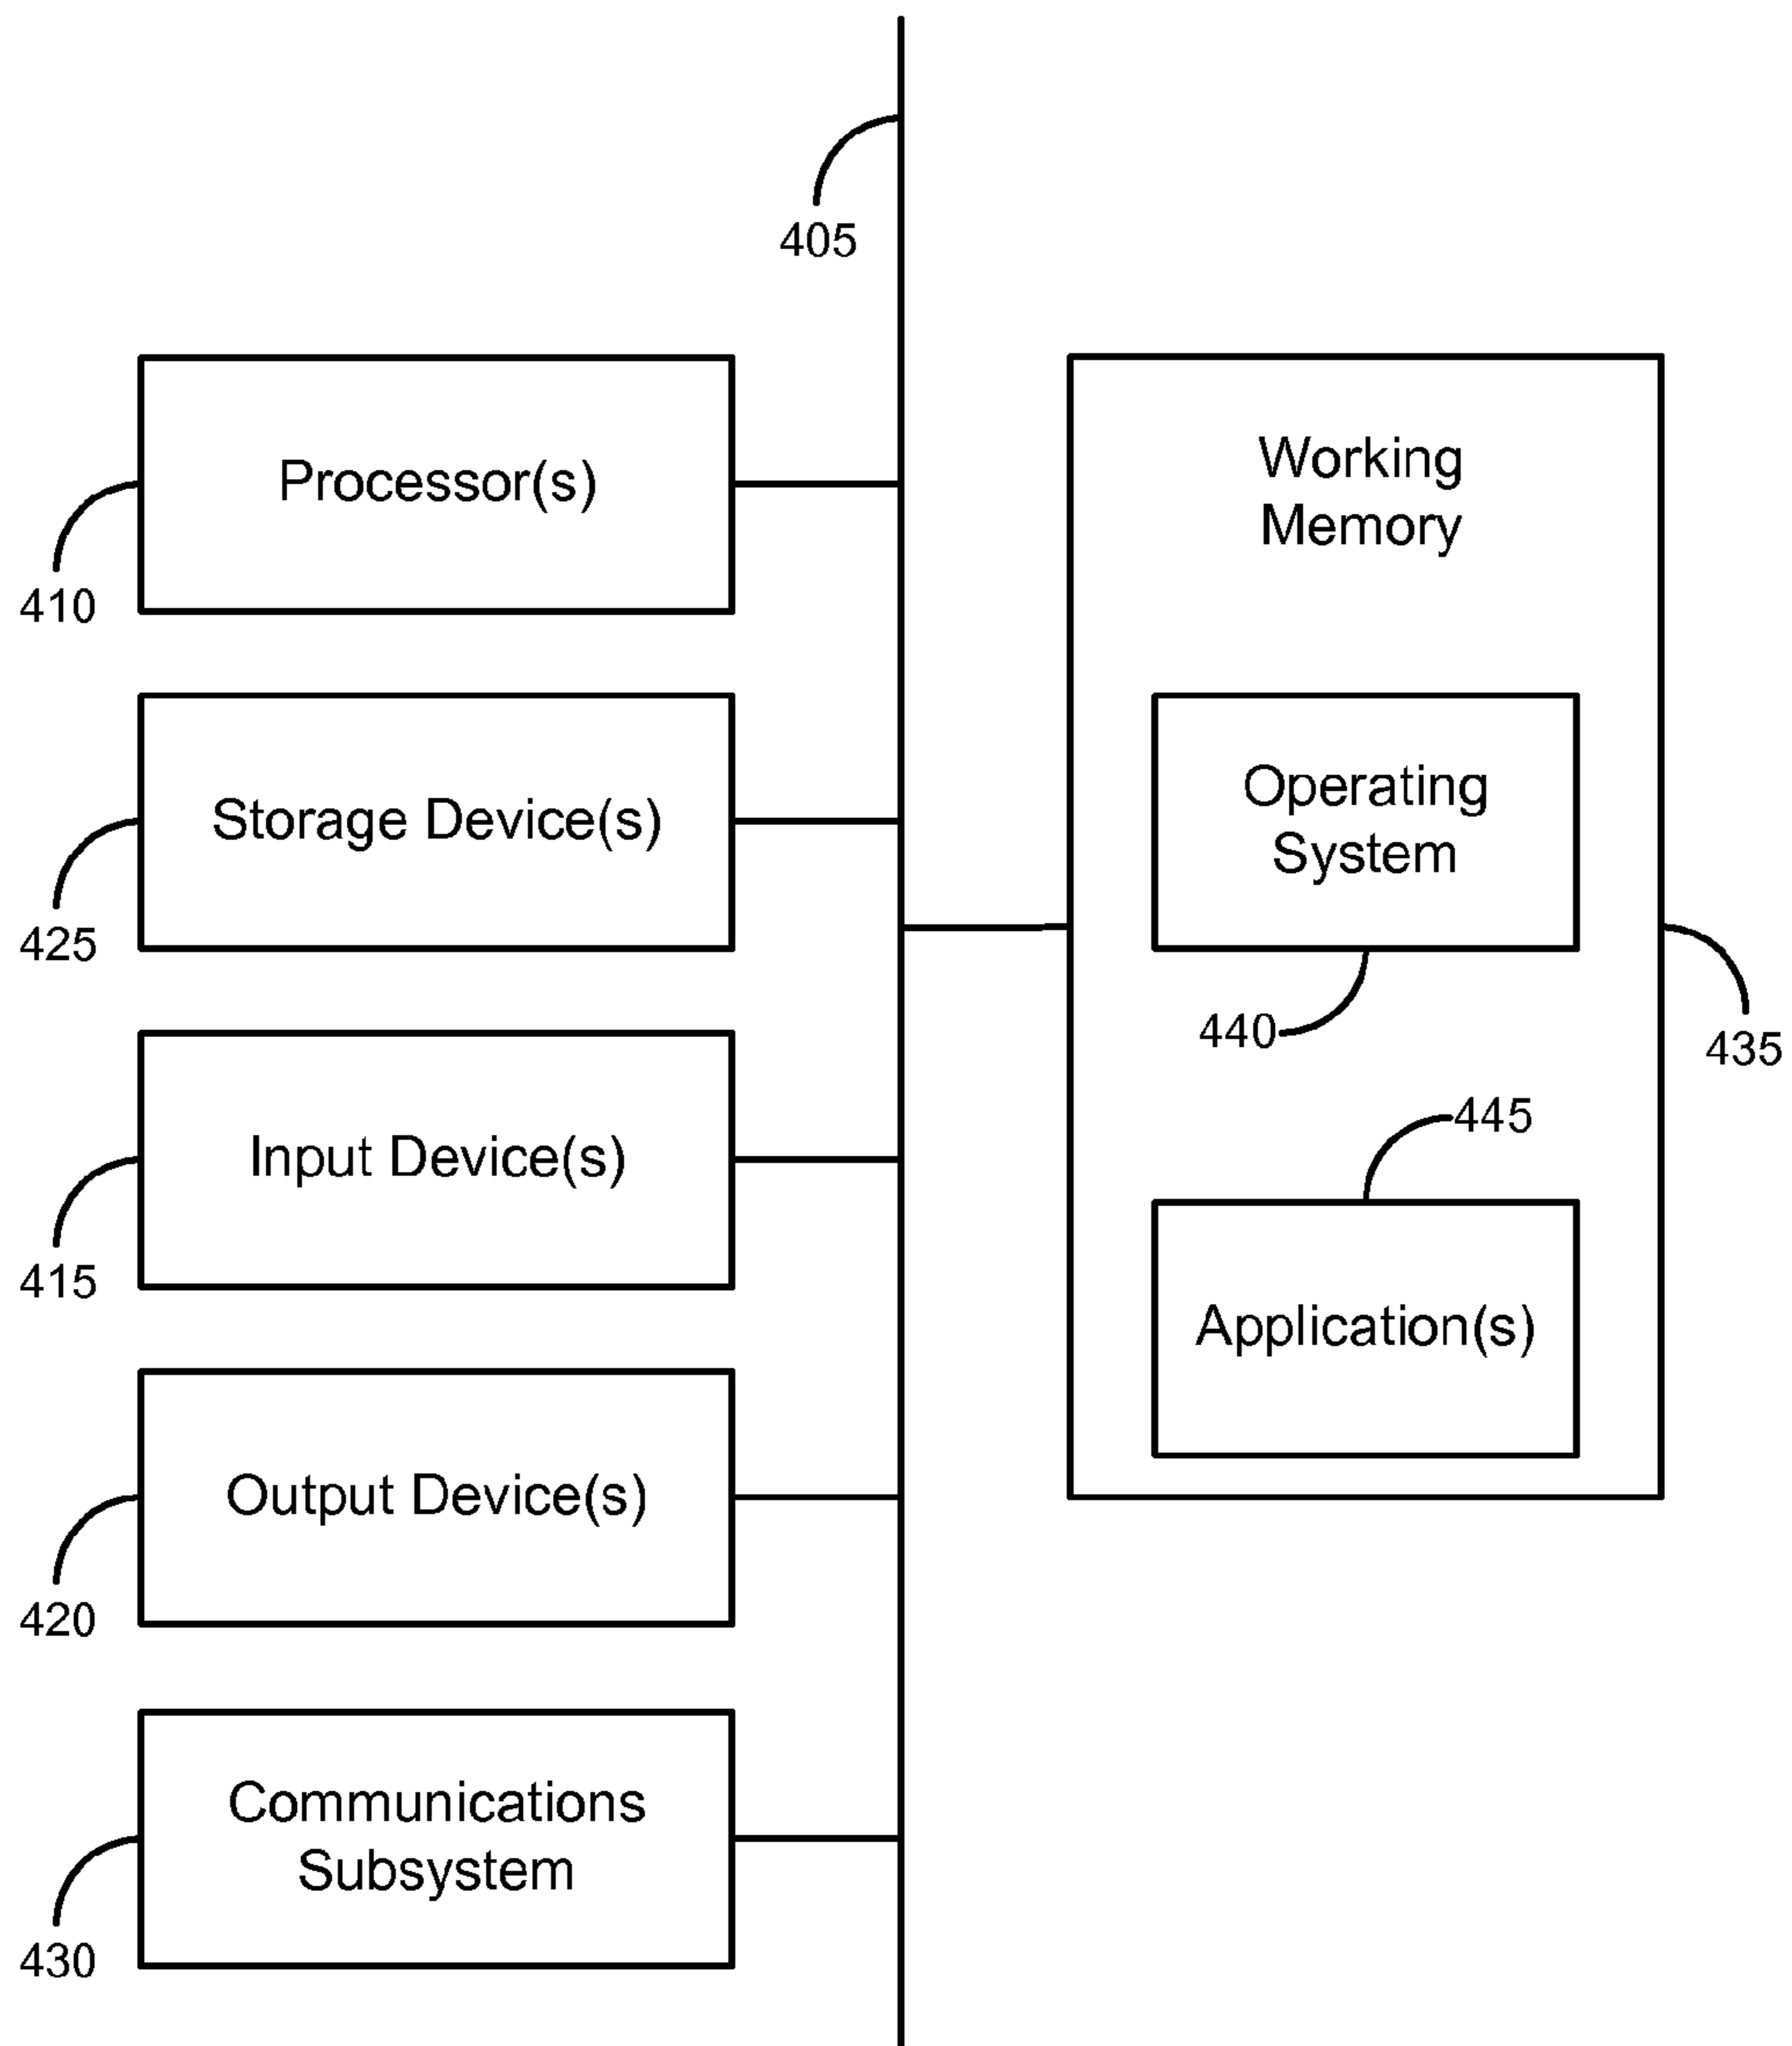 405
Processor(s)
410
Storage Device(s)
425
Input Device(s)
415
Output Device(s)
420
Communications
Subsystem
430
Working
Memory
Operating
System
440
435
445
Application(s)